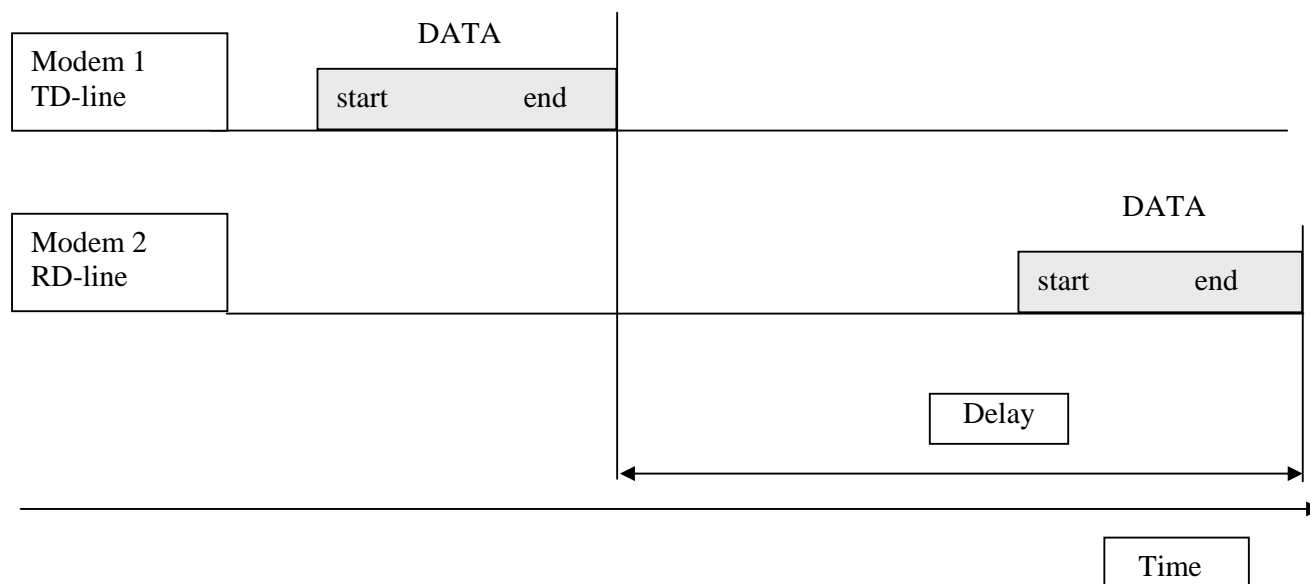 DATA
Modem 1
TD-line
start end
DATA
Modem 2
RD-line
start end
Delay
Time